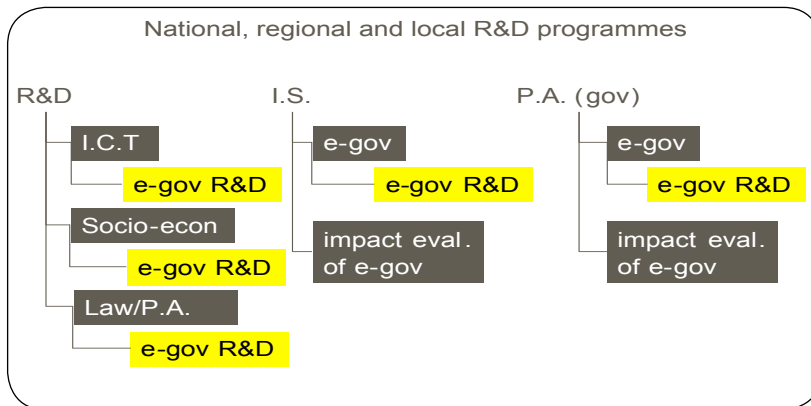 National, regional and local R&D programmes
R&D
I.C.T
e-gov R&D
Socio-econ
e-gov R&D
Law/P.A.
e-gov R&D
I.S.
e-gov
e-gov R&D
impact eval.
of e-gov
P.A. (gov)
e-gov
e-gov R&D
impact eval.
of e-gov